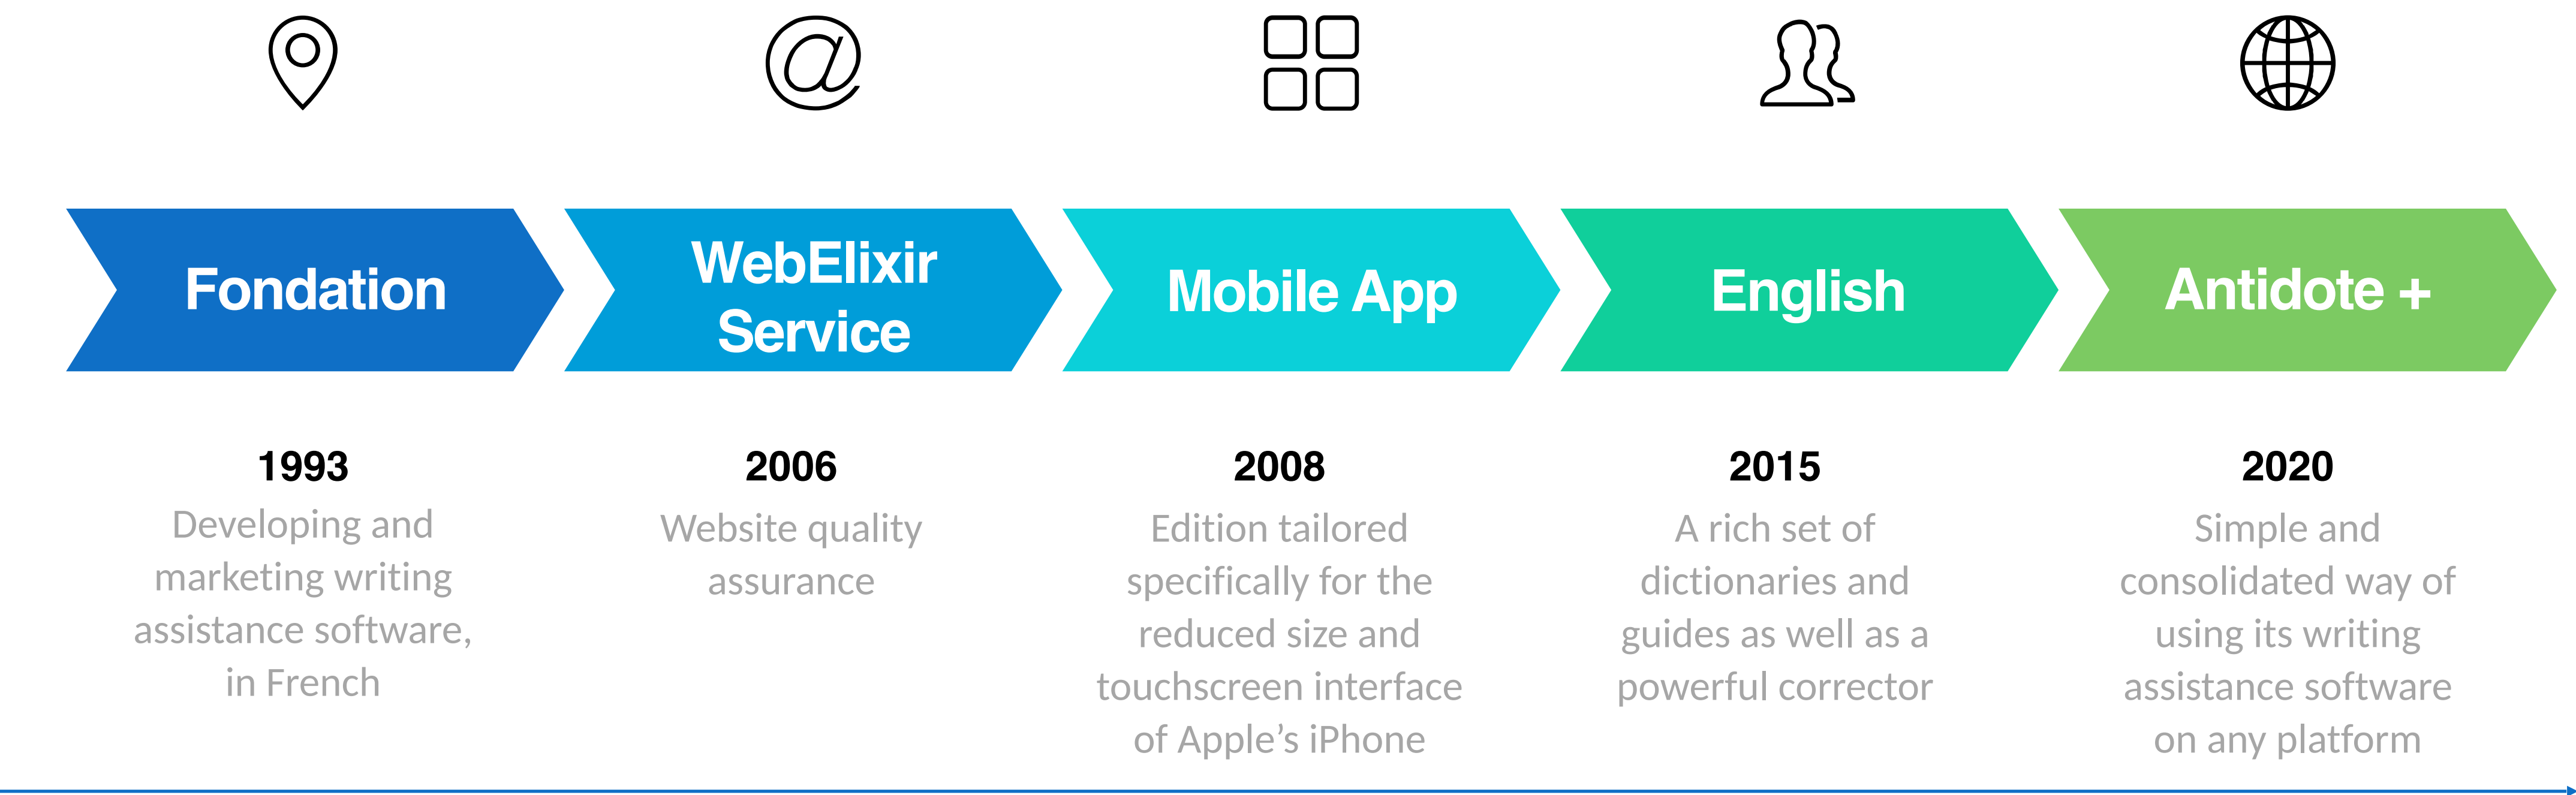 Fondation
WebElixir
Service
Mobile App
English
Antidote +
1993
Developing and
marketing writing
assistance software,
in French
2006
Website quality
assurance
2008
Edition tailored
specifically for the
reduced size and
touchscreen interface
of Apple’s iPhone
2015
A rich set of
dictionaries and
guides as well as a
powerful corrector
2020
Simple and
consolidated way of
using its writing
assistance software
on any platform